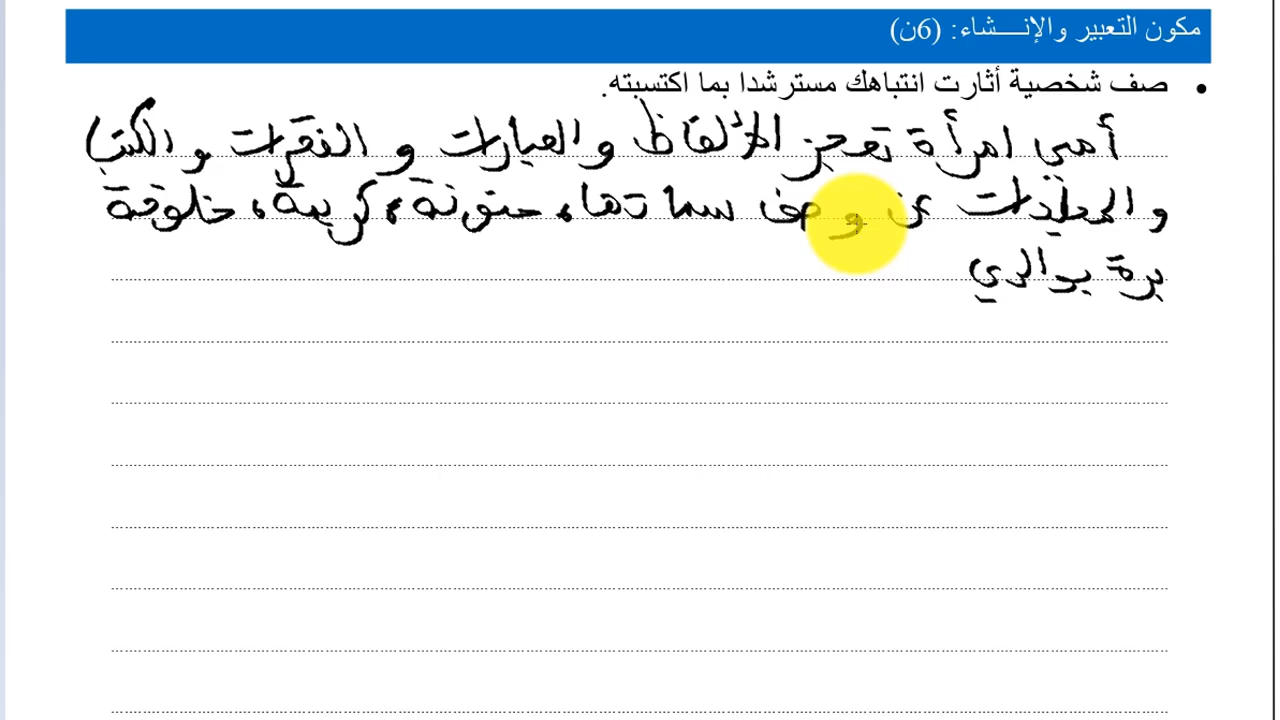 مكون التعبير والإنـــشاء: (6ن)
• صف شخصية أثارت انتباهك مسترشدا بما اكتسبته.
أمي امرأة تعجز الألفاظ والعبارات و الفقرات والكتب
والمجلدات عن وصف سماتها، حنونة، كريمة، خلوقة
برة بوالدي